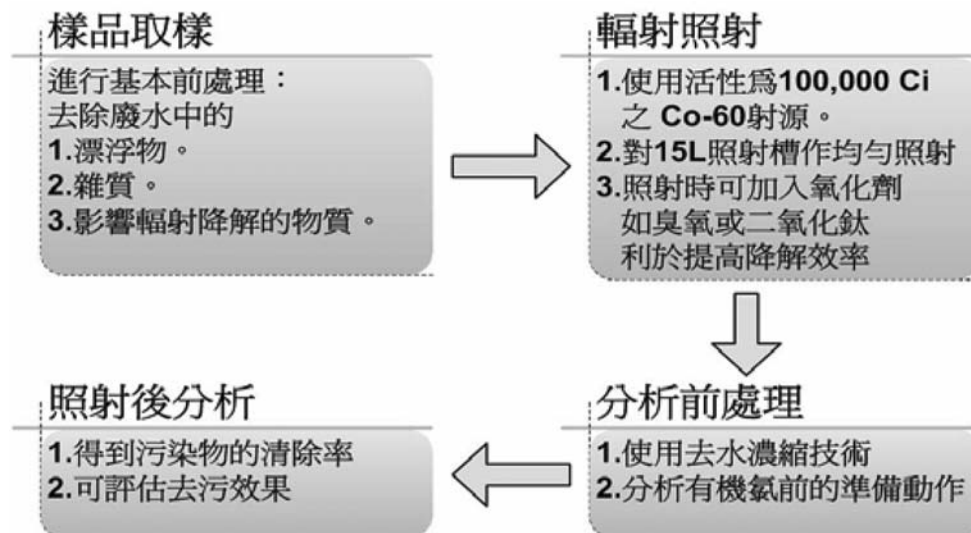 樣品取樣
進行基本前處理：
去除廢水中的
1.漂浮物。
2.雜質。
3.影響輻射降解的物質。
輻射照射
1.使用活性爲100,000 Ci
之 Co-60射源。
2.對15L照射槽作均勻照射
3.照射時可加入氧化劑
如臭氧或二氧化鈦
利於提高降解效率
分析前處理
1.使用去水濃縮技術
2.分析有機氯前的準備動作
照射後分析
1.得到污染物的清除率
2.可評估去污效果